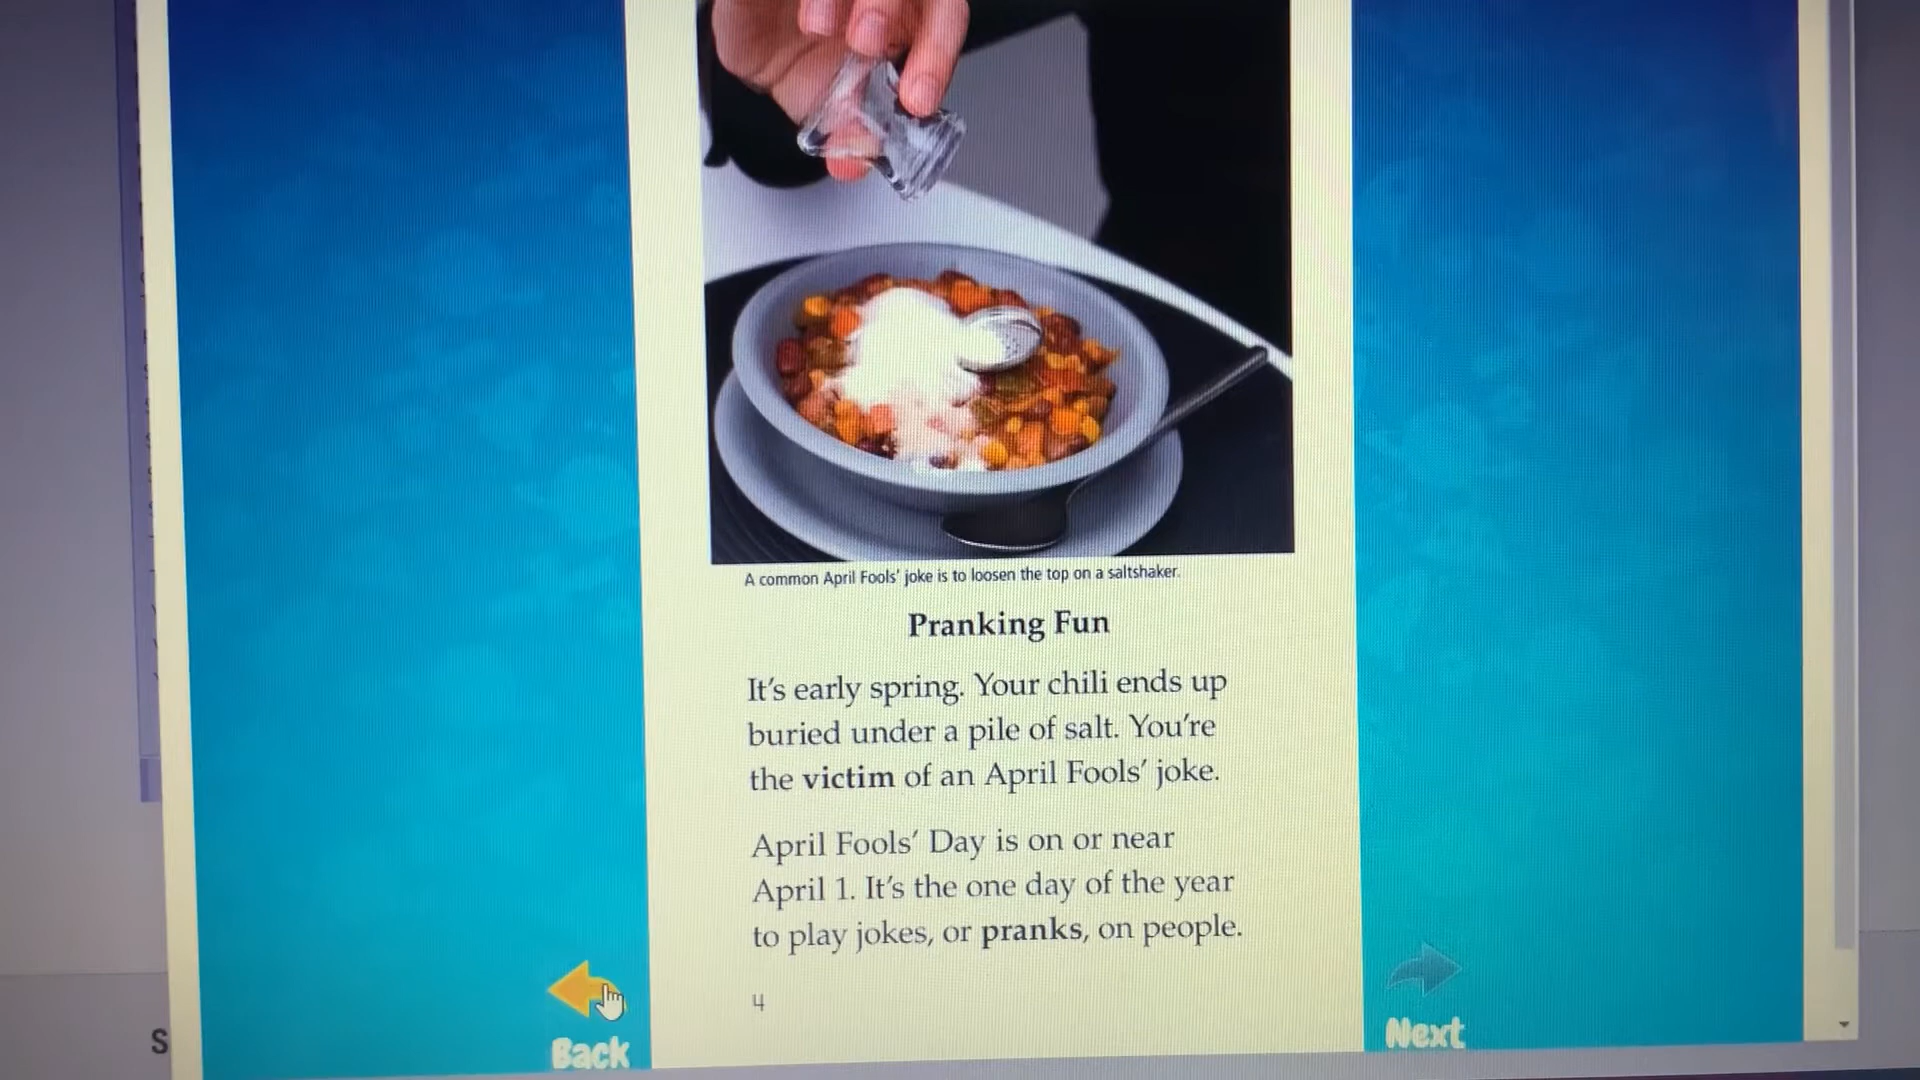 A common April Fools' joke is to loosen the top on a saltshaker.
Pranking Fun
It's early spring. Your chili ends up
buried under a pile of salt. You're
the victim of an April Fools' joke.
April Fools' Day is on or near
April 1. It's the one day of the year
to play jokes, or pranks, on people.
4
Back
Next
S